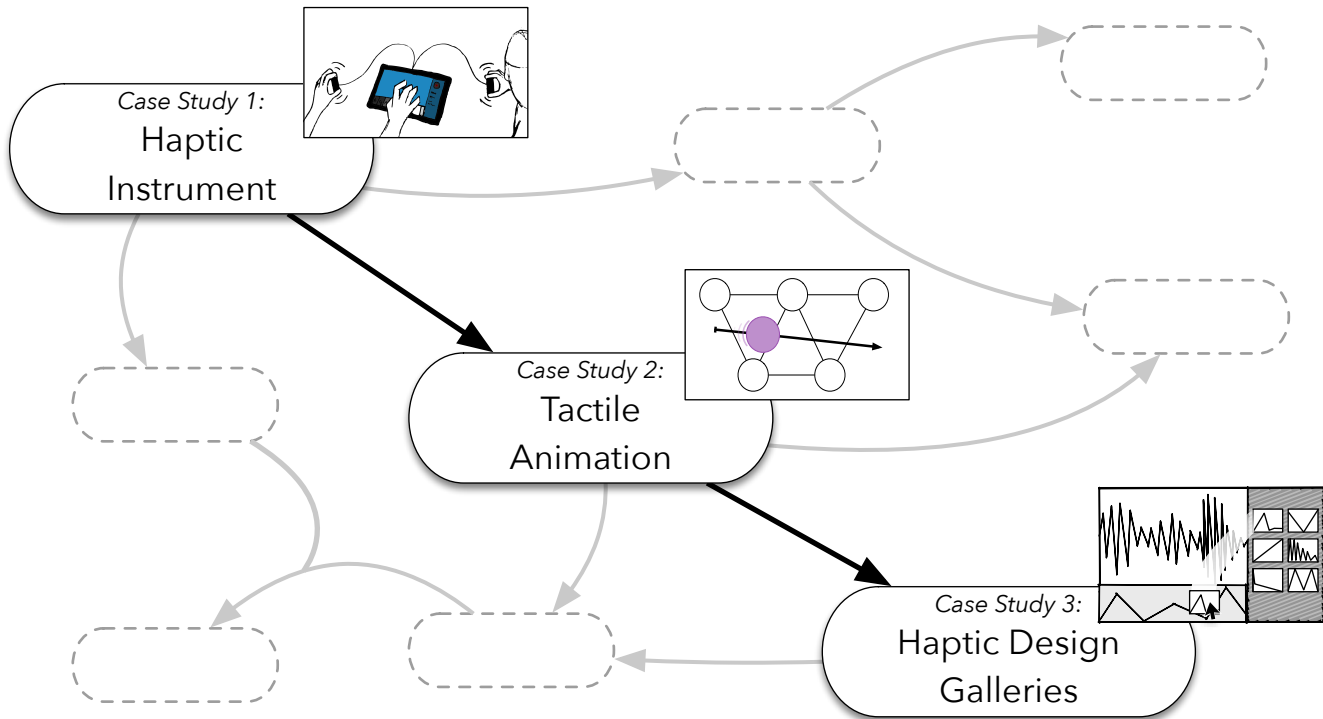 Case Study 1:
Haptic
Instrument
Case Study 2:
Tactile
Animation
Case Study 3:
Haptic Design
Galleries